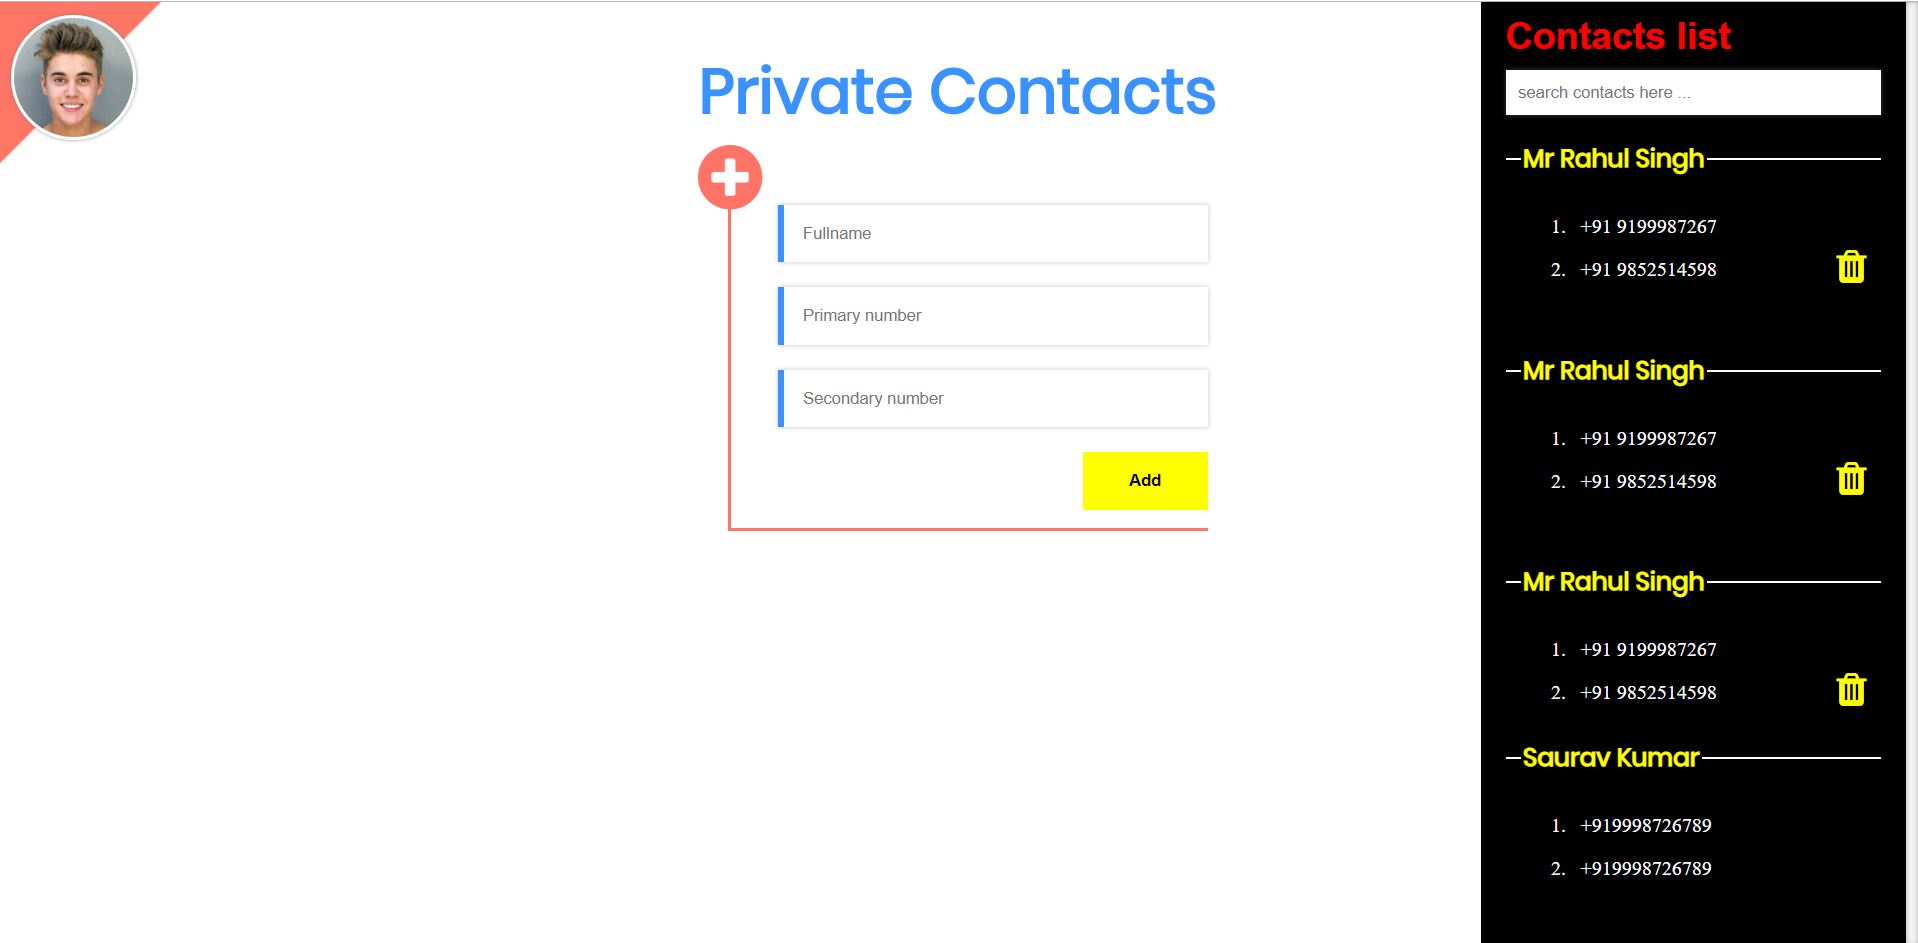 Private Contacts
Fullname
Primary number
Secondary number
Add
Contacts list
search contacts here ...
Mr Rahul Singh
1. +91 9199987267
2. +91 9852514598
Mr Rahul Singh
1. +91 9199987267
2. +91 9852514598
Mr Rahul Singh
1. +91 9199987267
2. +91 9852514598
Saurav Kumar
1. +919998726789
2. +919998726789